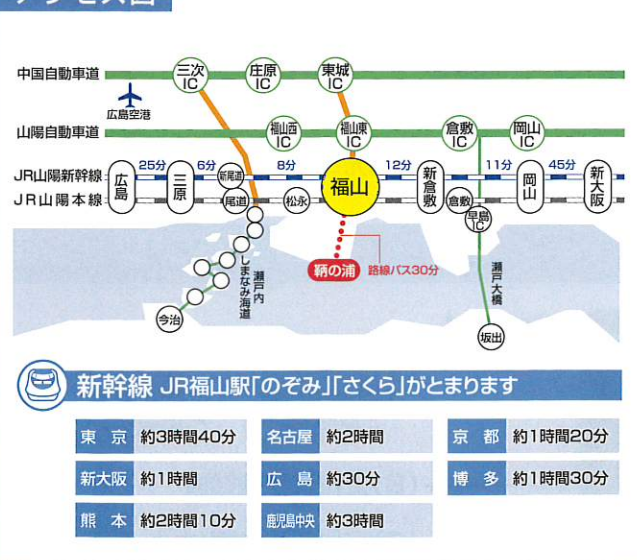 アクセス図
中国自動車道
三次IC
庄原IC
東城IC
広島空港
山陽自動車道
福山西IC
福山東IC
倉敷IC
岡山IC
25分
6分
8分
12分
11分
45分
JR山陽新幹線
JR山陽本線
広島
三原
新尾道
尾道
松永
福山
新倉敷
倉敷
岡山
新大阪
早島IC
鞆の浦
路線バス30分
瀬戸内しまなみ海道
瀬戸大橋
今治
坂出
新幹線 JR福山駅「のぞみ」「さくら」がとまります
東京 約3時間40分
名古屋 約2時間
京都 約1時間20分
新大阪 約1時間
広島 約30分
博多 約1時間30分
熊本 約2時間10分
鹿児島中央 約3時間